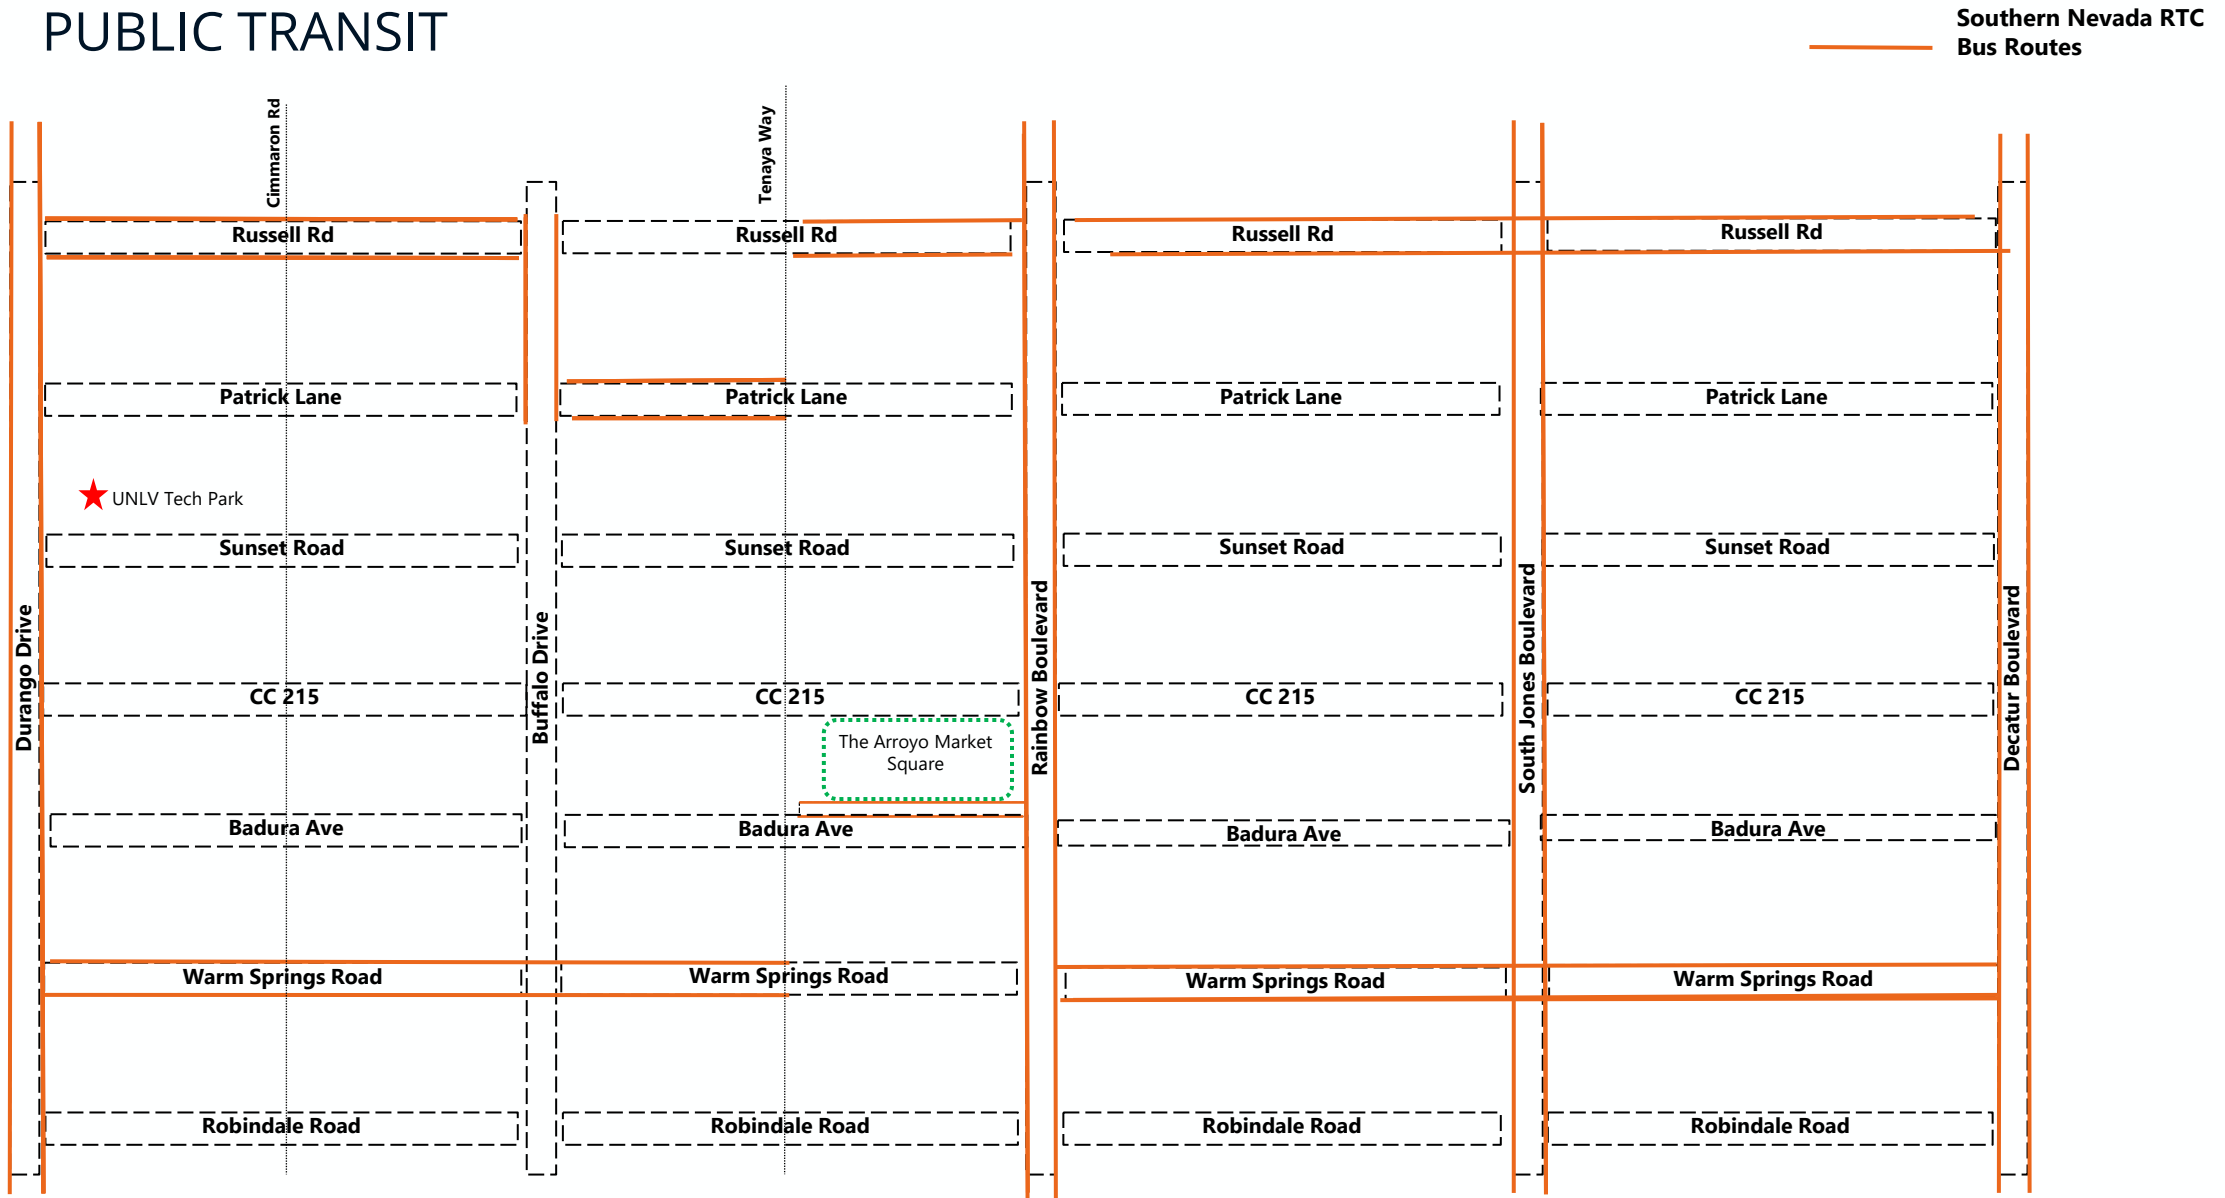 PUBLIC TRANSIT
Southern Nevada RTC
Bus Routes
Cimmaron Rd
Tenaya Way
Russell Rd
Russell Rd
Russell Rd
Russell Rd
Patrick Lane
Patrick Lane
Patrick Lane
Patrick Lane
UNLV Tech Park
Sunset Road
Sunset Road
Sunset Road
Sunset Road
Durango Drive
Buffalo Drive
Rainbow Boulevard
South Jones Boulevard
Decatur Boulevard
CC 215
CC 215
CC 215
CC 215
The Arroyo Market
Square
Badura Ave
Badura Ave
Badura Ave
Badura Ave
Warm Springs Road
Warm Springs Road
Warm Springs Road
Warm Springs Road
Robindale Road
Robindale Road
Robindale Road
Robindale Road